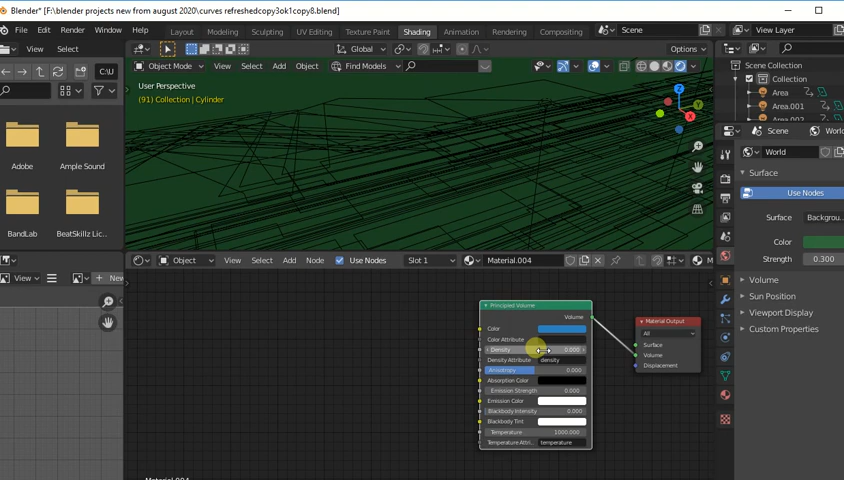 Blender* [F:\blender projects new from august 2020\curves refreshedcopy3ok1copy8.blend]
File Edit Render Window Help Layout Modeling Sculpting UV Editing Texture Paint Shading Animation Rendering Compositing Scene View Layer
View Select Global Options
Object Mode View Select Add Object Find Models
C:\U
User Perspective
(91) Collection | Cylinder
Z
Y
X
Adobe Ample Sound
BandLab BeatSkillz Lic...
Scene Collection
Collection
Area
Area.001
Area.002
Scene World
World
Surface
Use Nodes
Surface Backgrou..
Color
Strength 0.300
Volume
Sun Position
Viewport Display
Custom Properties
View New
Object View Select Add Node Use Nodes Slot 1 Material.004
Principled Volume
Volume
Color
Color Attribute
Density 0.000
Density Attribute density
Anisotropy 0.000
Absorption Color
Emission Strength 0.000
Emission Color
Blackbody Intensity 0.000
Blackbody Tint
Temperature 1000.000
Temperature Attri.. temperature
Material Output
All
Surface
Volume
Displacement
Material.004